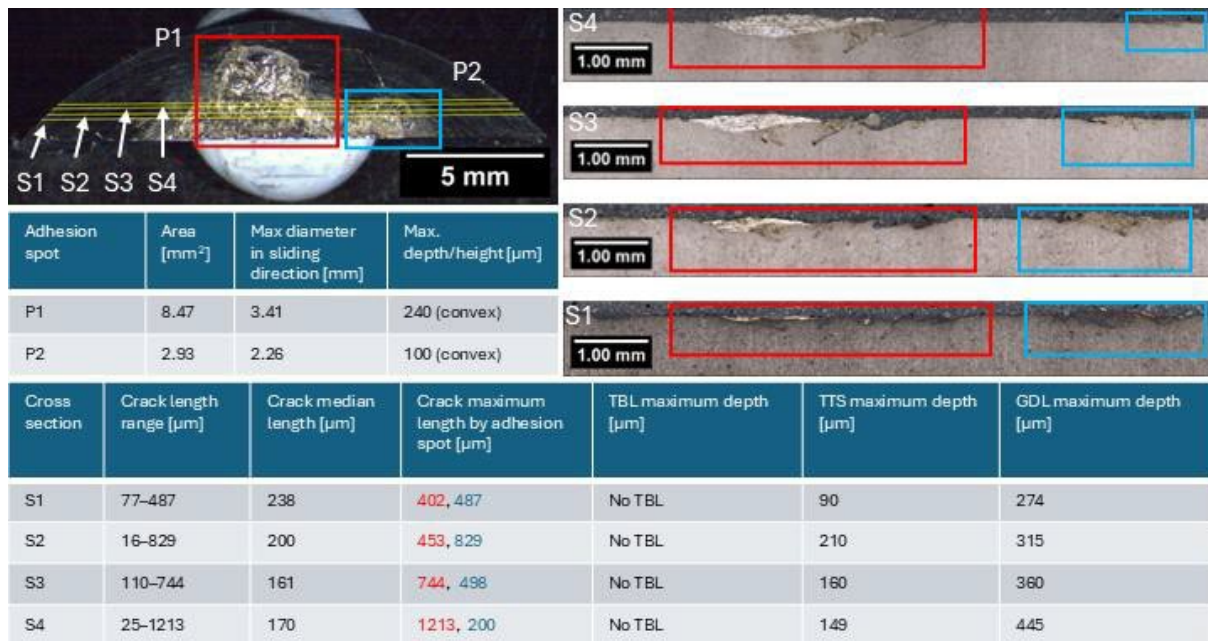 P1
P2
S1 S2 S3 S4
5 mm
S4
1.00 mm
S3
1.00 mm
S2
1.00 mm
S1
1.00 mm
Adhesion spot | Area [mm²] | Max diameter in sliding direction [mm] | Max. depth/height [µm]
P1 | 8.47 | 3.41 | 240 (convex)
P2 | 2.93 | 2.26 | 100 (convex)
Cross section | Crack length range [µm] | Crack median length [µm] | Crack maximum length by adhesion spot [µm] | TBL maximum depth [µm] | TTS maximum depth [µm] | GDL maximum depth [µm]
S1 | 77–487 | 238 | 402, 487 | No TBL | 90 | 274
S2 | 16–829 | 200 | 453, 829 | No TBL | 210 | 315
S3 | 110–744 | 161 | 744, 498 | No TBL | 160 | 360
S4 | 25–1213 | 170 | 1213, 200 | No TBL | 149 | 445